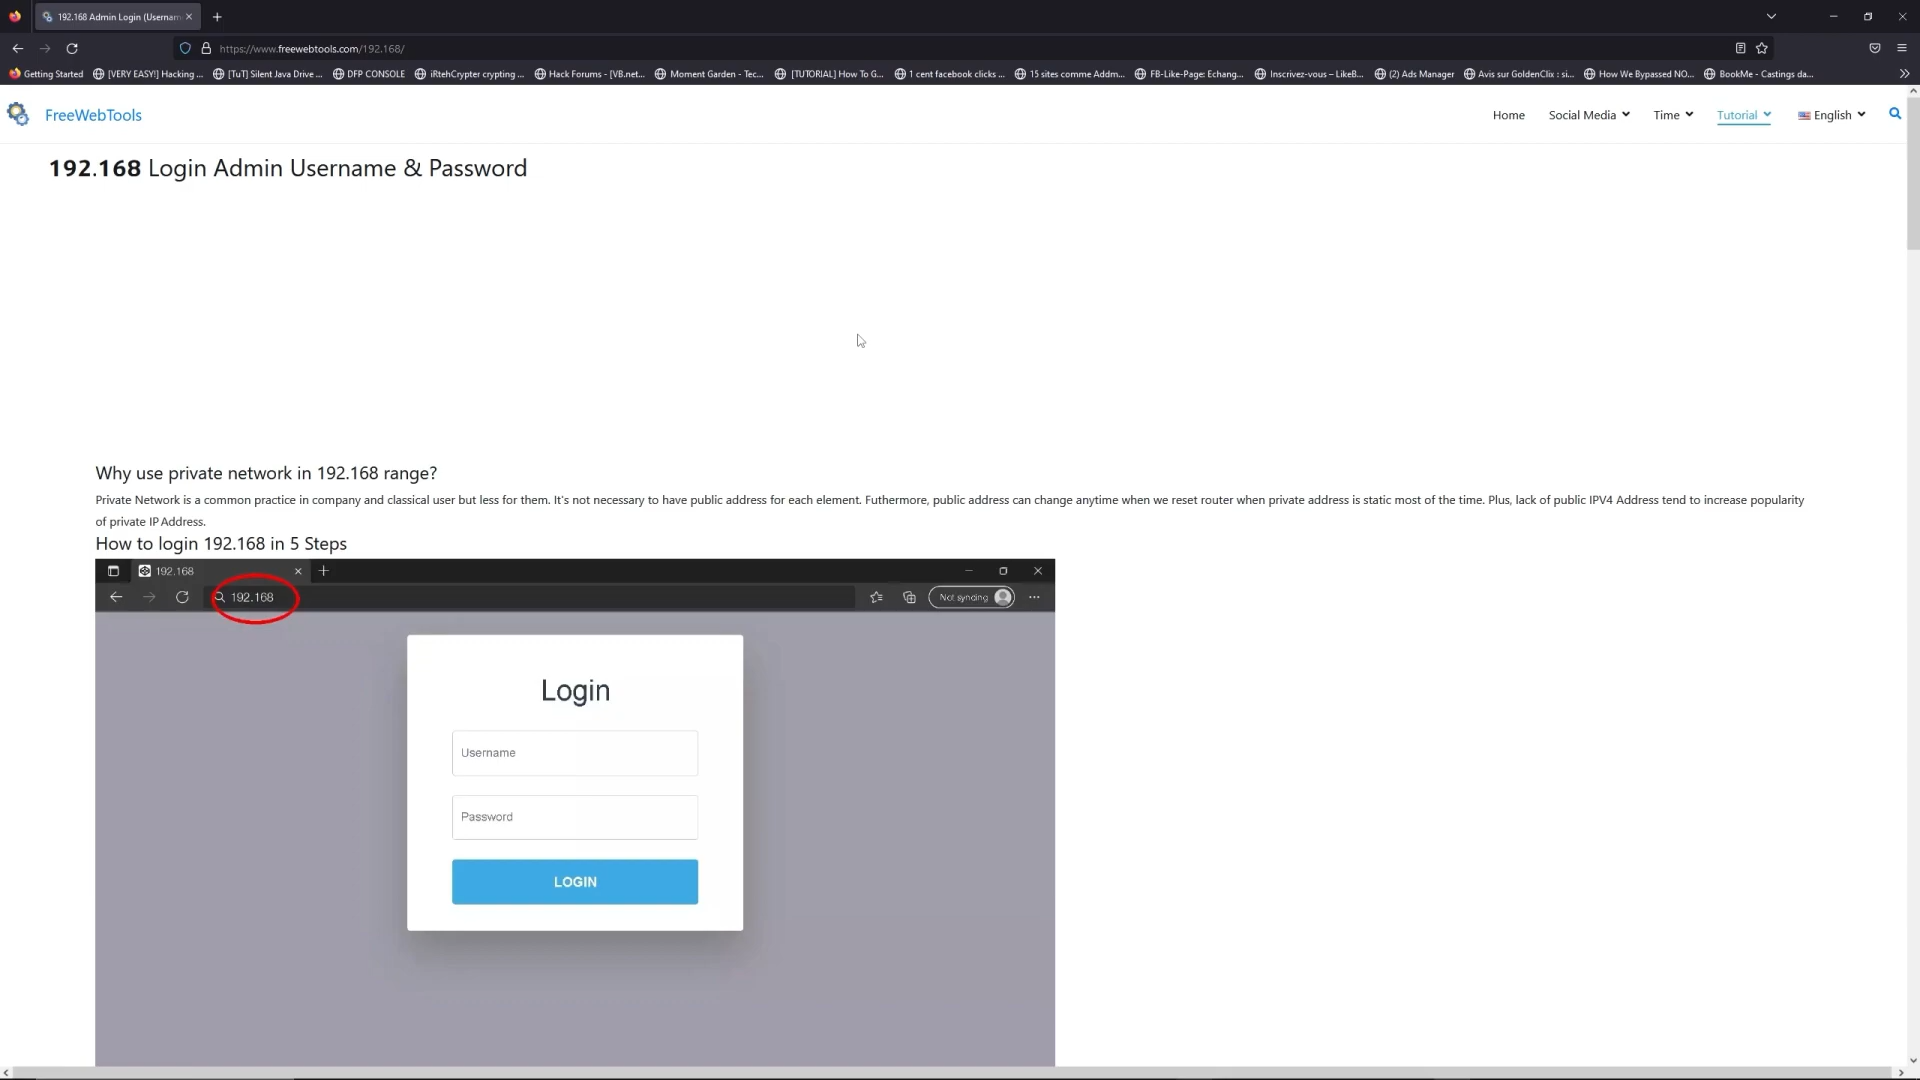 192.168 Admin Login (Usernam
https://www.freewebtools.com/192.168/
Getting Started
[VERY EASY!] Hacking ...
[TuT] Silent Java Drive ...
DFP CONSOLE
iRtehCrypter crypting ...
Hack Forums - [VB.net...
Moment Garden - Tec...
[TUTORIAL] How To G...
1 cent facebook clicks ...
15 sites comme Addm...
FB-Like-Page: Echang...
Inscrivez-vous – LikeB...
(2) Ads Manager
Avis sur GoldenClix : si...
How We Bypassed NO...
BookMe - Castings da...
FreeWebTools
Home
Social Media
Time
Tutorial
English
192.168 Login Admin Username & Password
Why use private network in 192.168 range?
Private Network is a common practice in company and classical user but less for them. It's not necessary to have public address for each element. Futhermore, public address can change anytime when we reset router when private address is static most of the time. Plus, lack of public IPV4 Address tend to increase popularity
of private IP Address.
How to login 192.168 in 5 Steps
192.168
192.168
Not syncing
Login
Username
Password
LOGIN